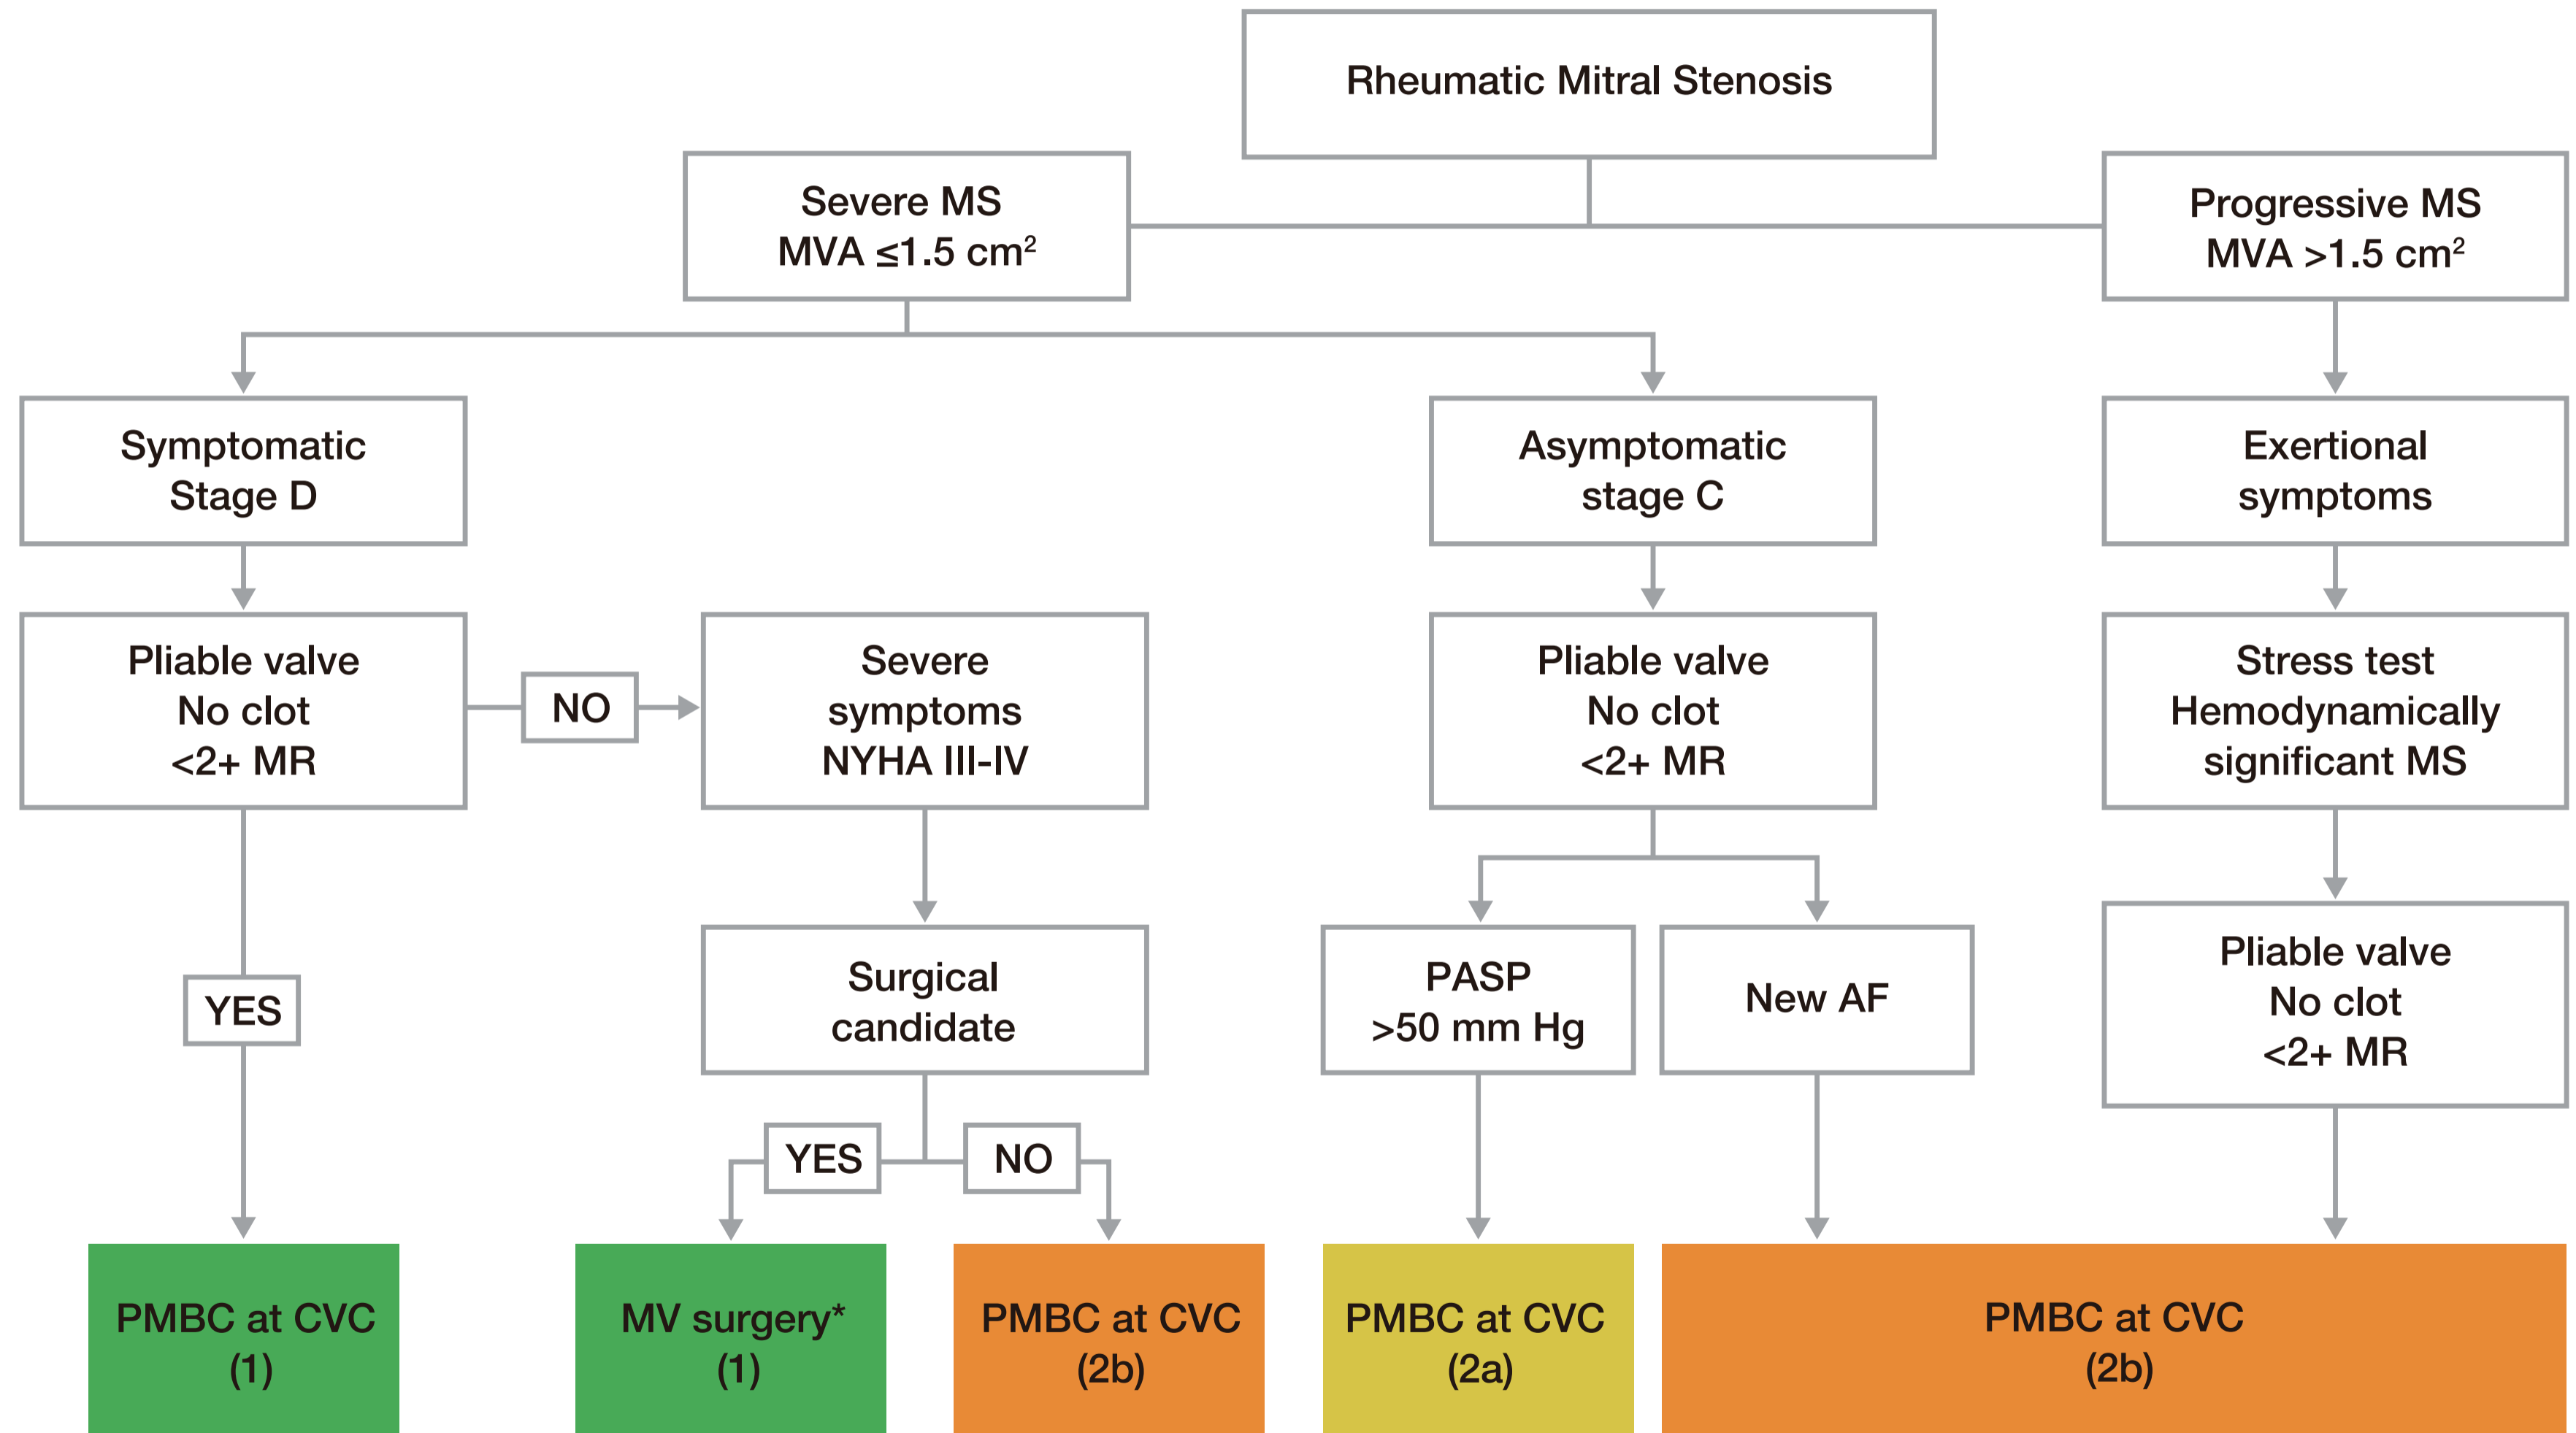 Rheumatic Mitral Stenosis
Severe MS
MVA ≤1.5 cm²
Progressive MS
MVA >1.5 cm²
Symptomatic
Stage D
Asymptomatic
stage C
Exertional
symptoms
Pliable valve
No clot
<2+ MR
NO
Severe
symptoms
NYHA III-IV
Pliable valve
No clot
<2+ MR
Stress test
Hemodynamically
significant MS
YES
Surgical
candidate
PASP
>50 mm Hg
New AF
Pliable valve
No clot
<2+ MR
YES
NO
PMBC at CVC
(1)
MV surgery*
(1)
PMBC at CVC
(2b)
PMBC at CVC
(2a)
PMBC at CVC
(2b)